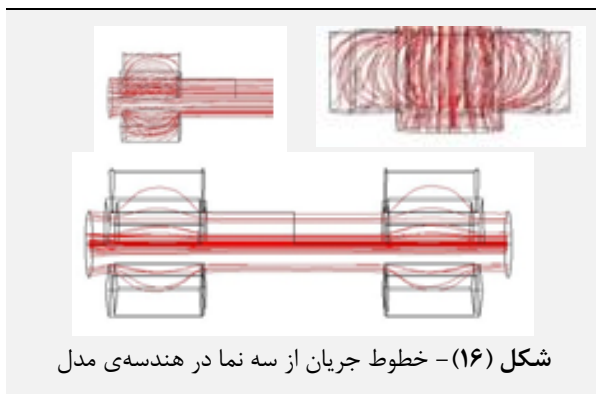 شکل (۱۶)- خطوط جریان از سه نما در هندسه‌ی مدل